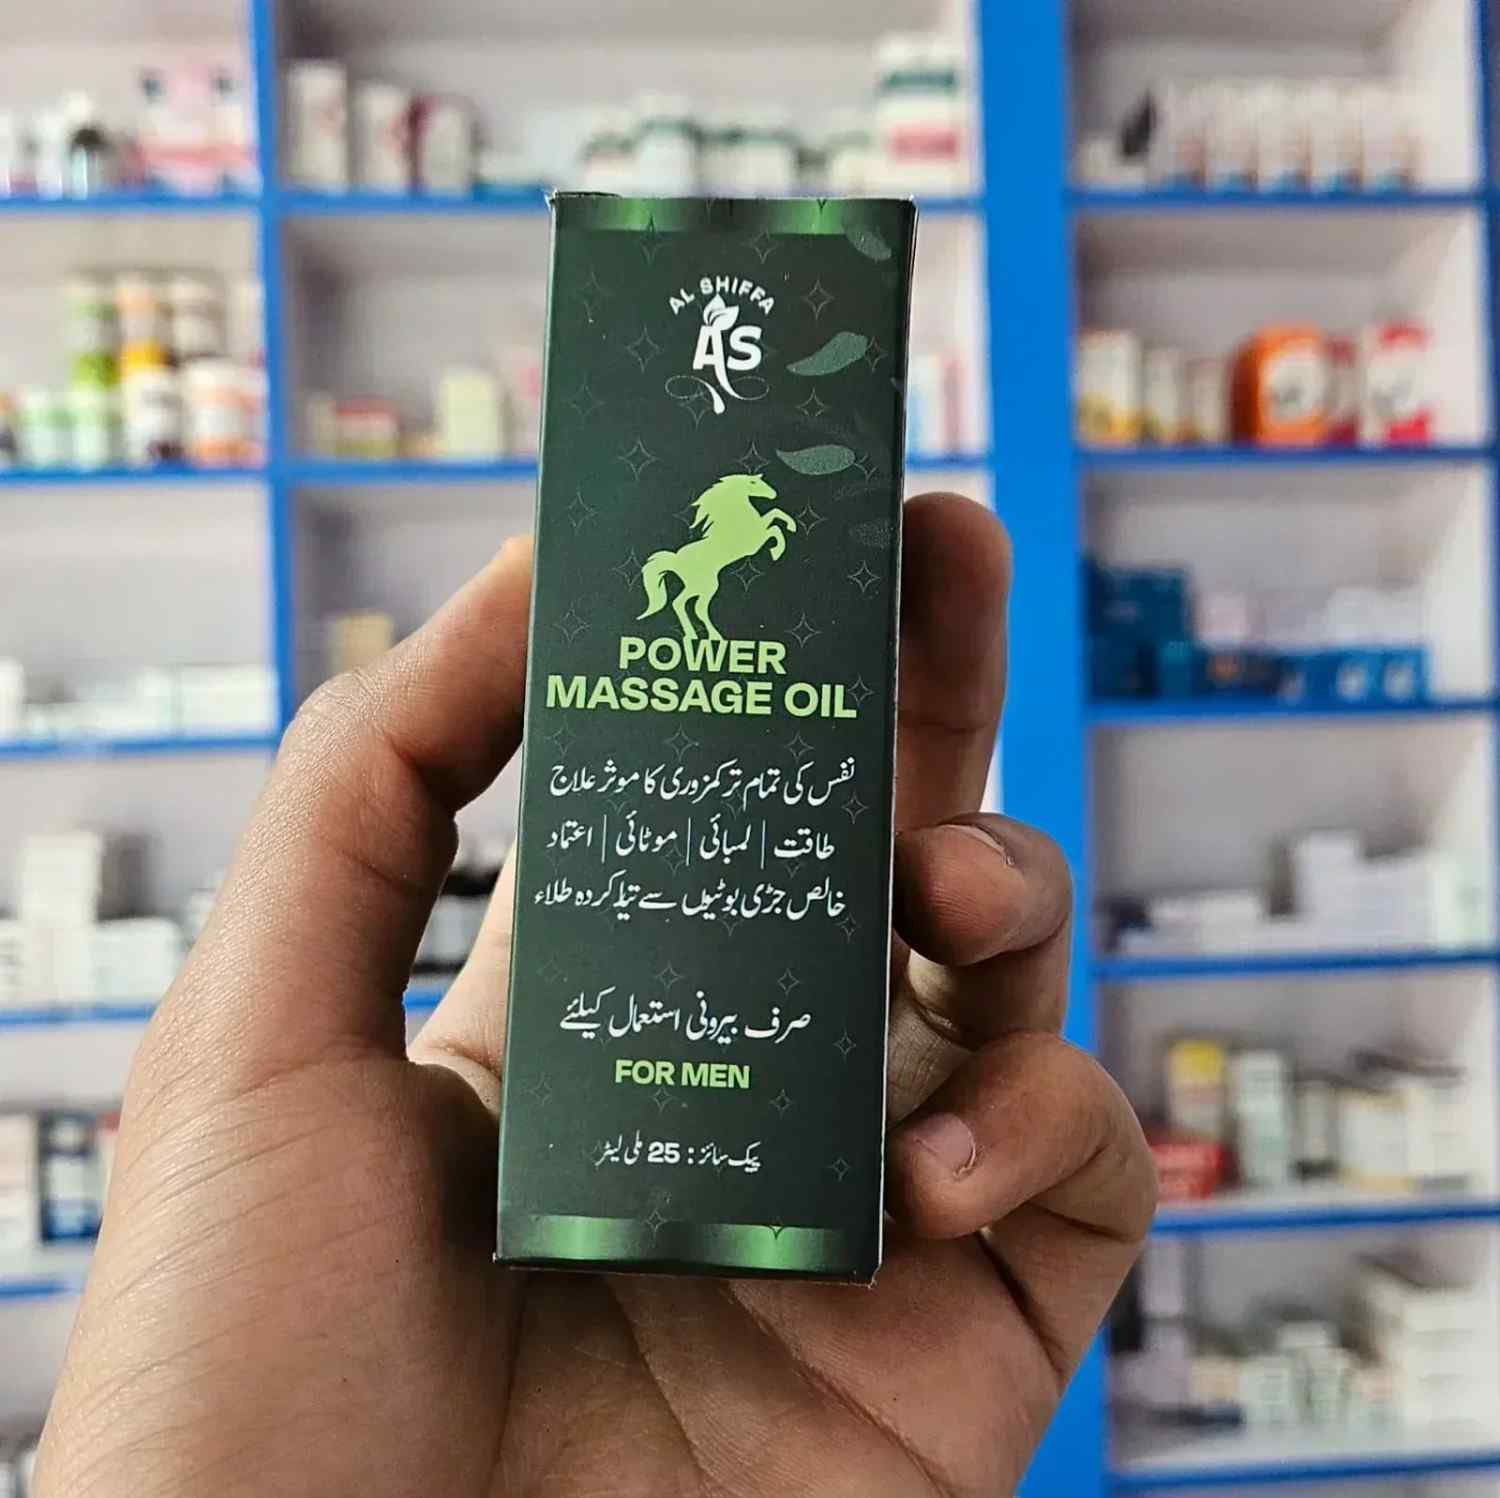 AL SHIFFA
AS
POWER
MASSAGE OIL
نفس کی تمام تر کمزوری کا موثر علاج
طاقت | لمبائی | موٹائی | اعتماد
خالص جڑی بوٹیوں سے تیار کردہ طلاء
صرف بیرونی استعمال کیلئے
FOR MEN
پیک سائز : 25 ملی لیٹر